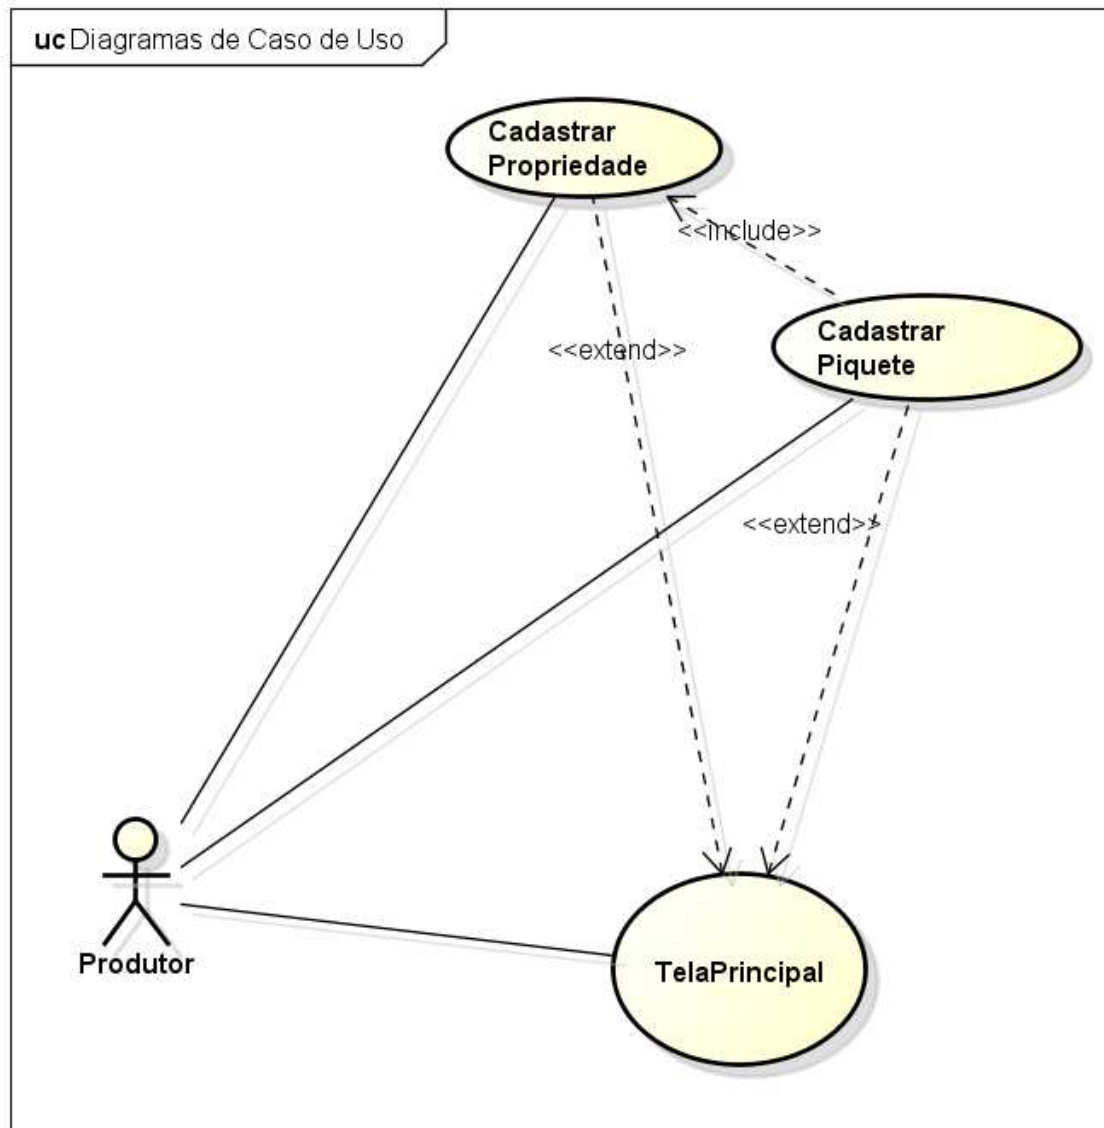 uc Diagramas de Caso de Uso
Cadastrar
Propriedade
<<include>>
Cadastrar
Piquete
<<extend>>
<<extend>>
Produtor
TelaPrincipal